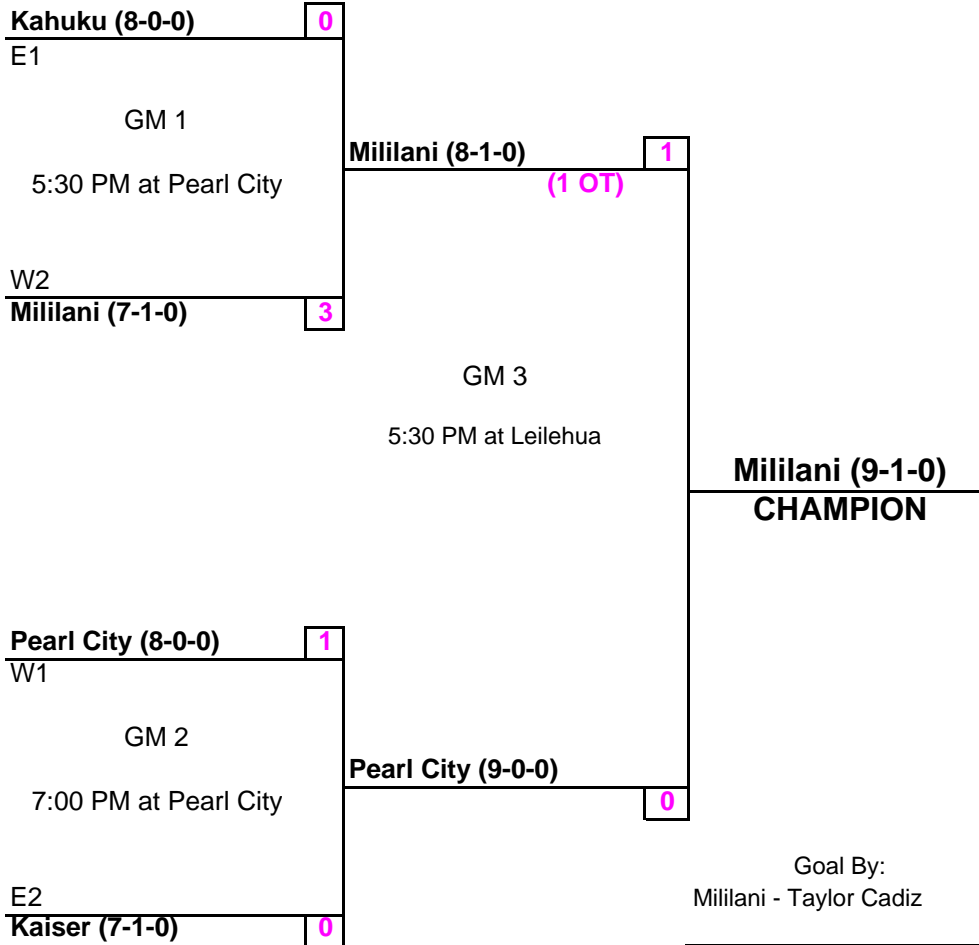 Kahuku (8-0-0) 0
E1
GM 1
5:30 PM at Pearl City
W2
Mililani (7-1-0) 3
Mililani (8-1-0) 1
(1 OT)
GM 3
5:30 PM at Leilehua
Mililani (9-1-0)
CHAMPION
Pearl City (8-0-0) 1
W1
GM 2
7:00 PM at Pearl City
E2
Kaiser (7-1-0) 0
Pearl City (9-0-0)
0
Goal By:
Mililani - Taylor Cadiz